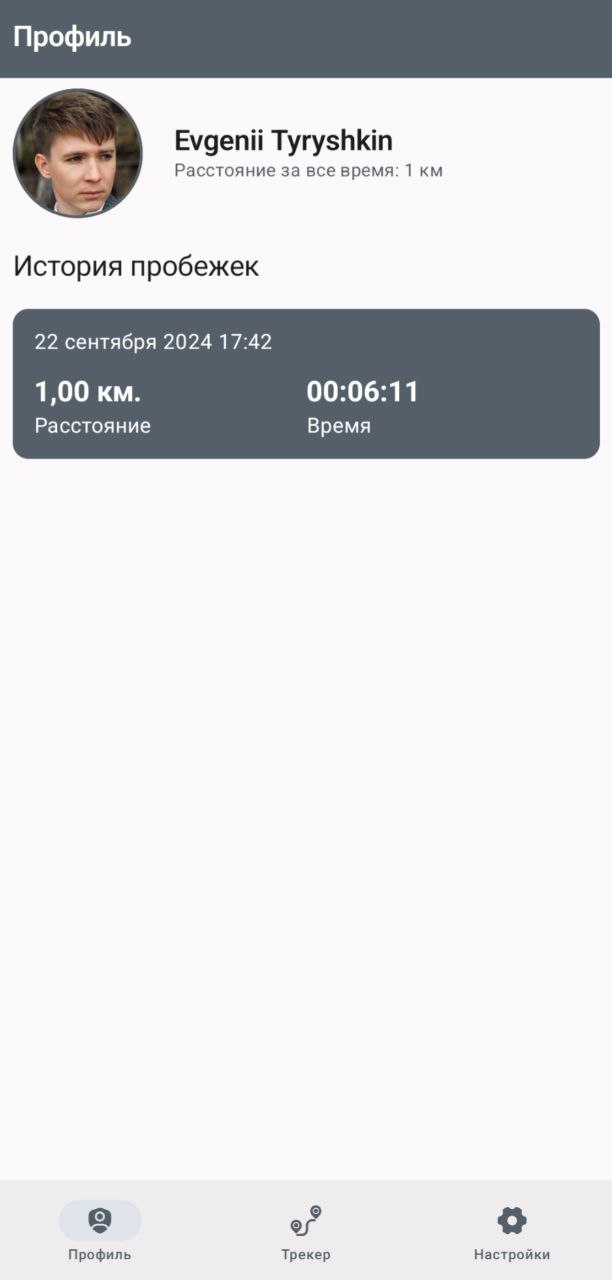 Профиль
Evgenii Tyryshkin
Расстояние за все время: 1 км
История пробежек
22 сентября 2024 17:42
1,00 км. 00:06:11
Расстояние Время
Профиль Трекер Настройки